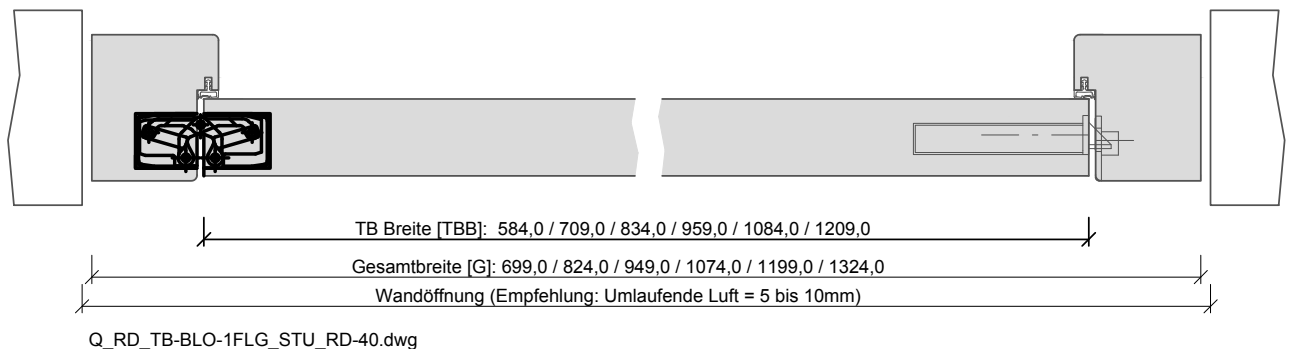 TB Breite [TBB]: 584,0 / 709,0 / 834,0 / 959,0 / 1084,0 / 1209,0
Gesamtbreite [G]: 699,0 / 824,0 / 949,0 / 1074,0 / 1199,0 / 1324,0
Wandöffnung (Empfehlung: Umlaufende Luft = 5 bis 10mm)
Q_RD_TB-BLO-1FLG_STU_RD-40.dwg